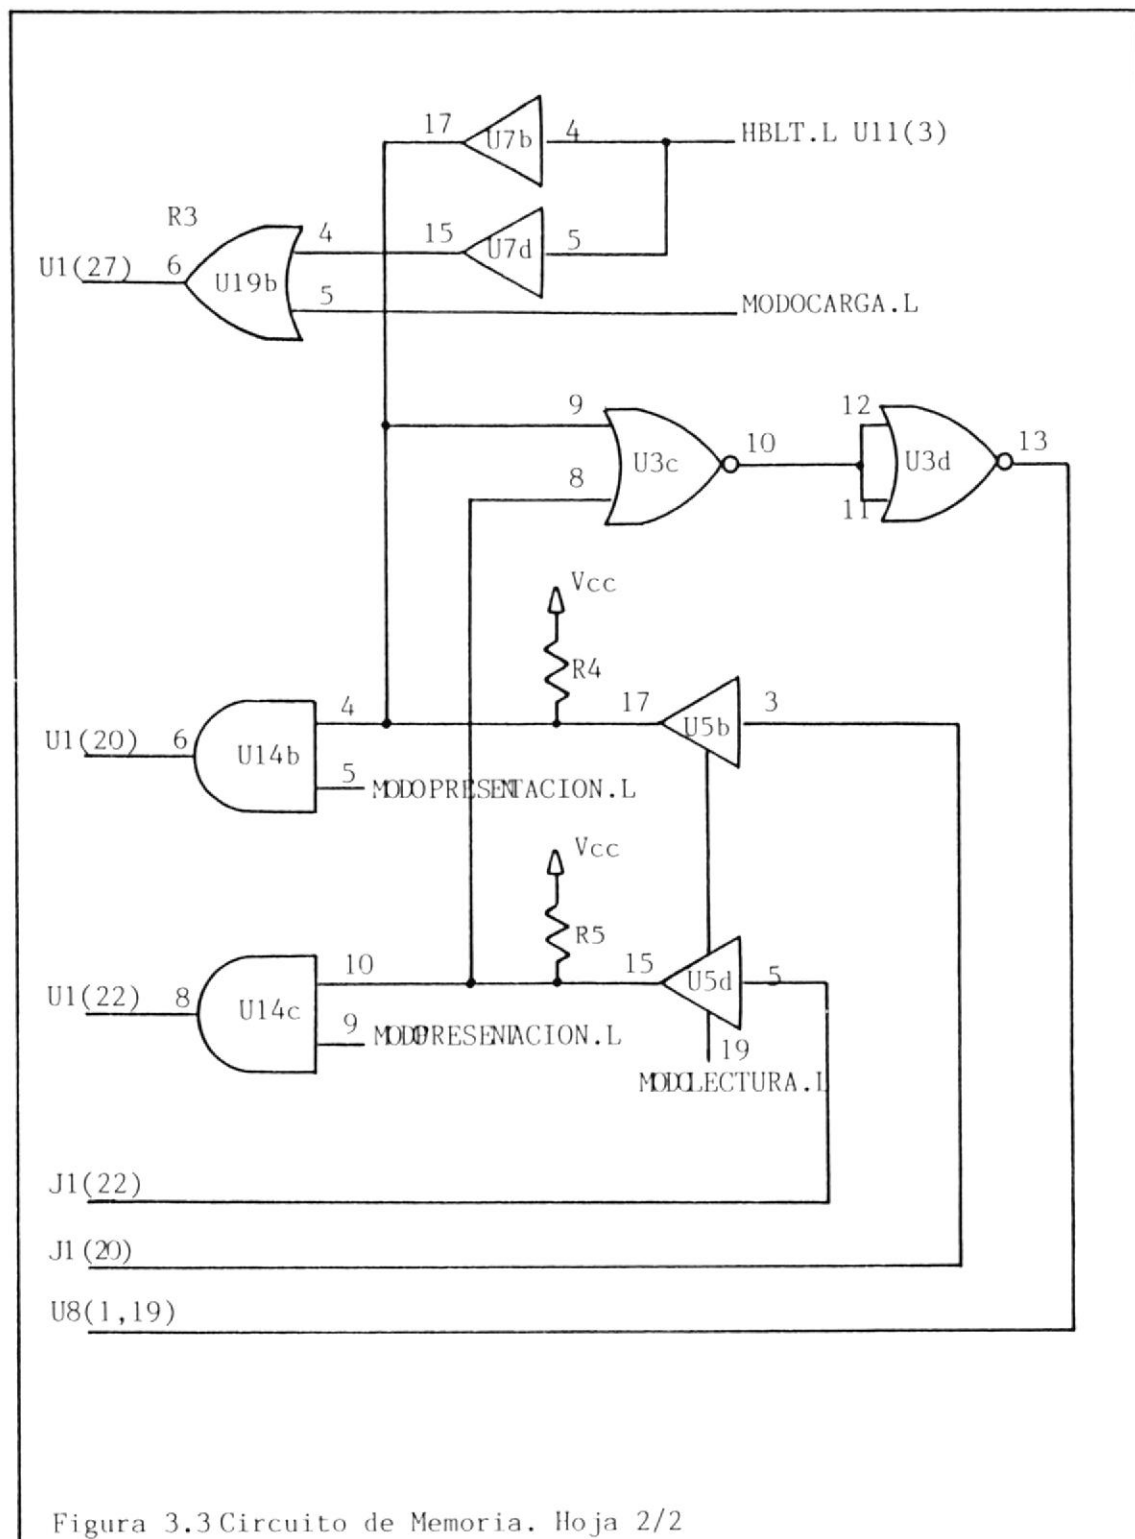 17 U7b 4 HBLT.L U11(3)
R3
4 15 U7d 5
U1(27) 6 U19b
5 MODOCARGA.L
9 12
U3c 10 U3d 13
8
11
Vcc
R4
4 17 U5b 3
U1(20) 6 U14b
5 MODOPRESENTACION.L
Vcc
R5
10 15 U5d 5
U1(22) 8 U14c
9 MODOPRESENTACION.L 19
MODOLECTURA.L
J1(22)
J1(20)
U8(1,19)
Figura 3.3 Circuito de Memoria. Hoja 2/2